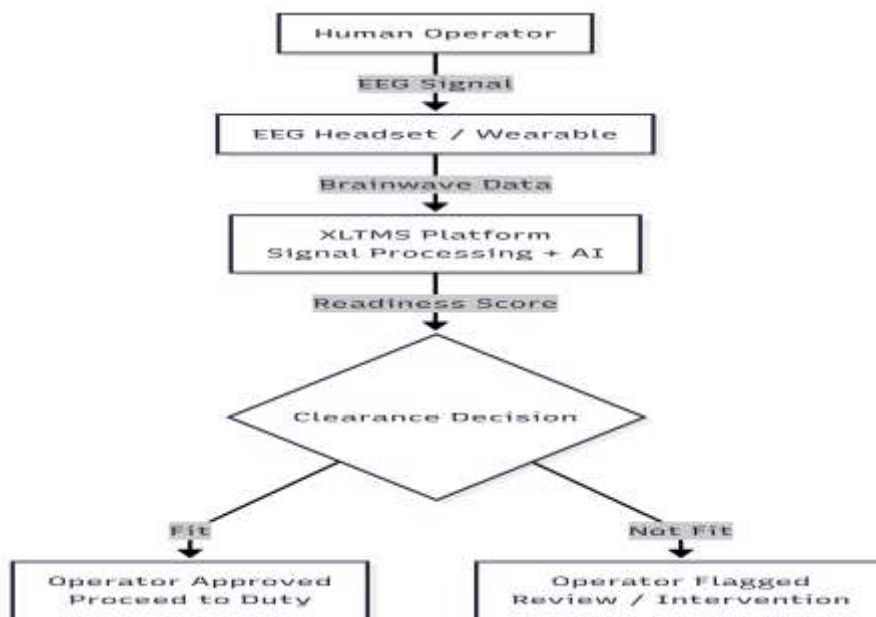 Human Operator
EEG Signal
EEG Headset / Wearable
Brainwave Data
XLTMS Platform
Signal Processing + AI
Readiness Score
Clearance Decision
Fit
Not Fit
Operator Approved
Proceed to Duty
Operator Flagged
Review / Intervention